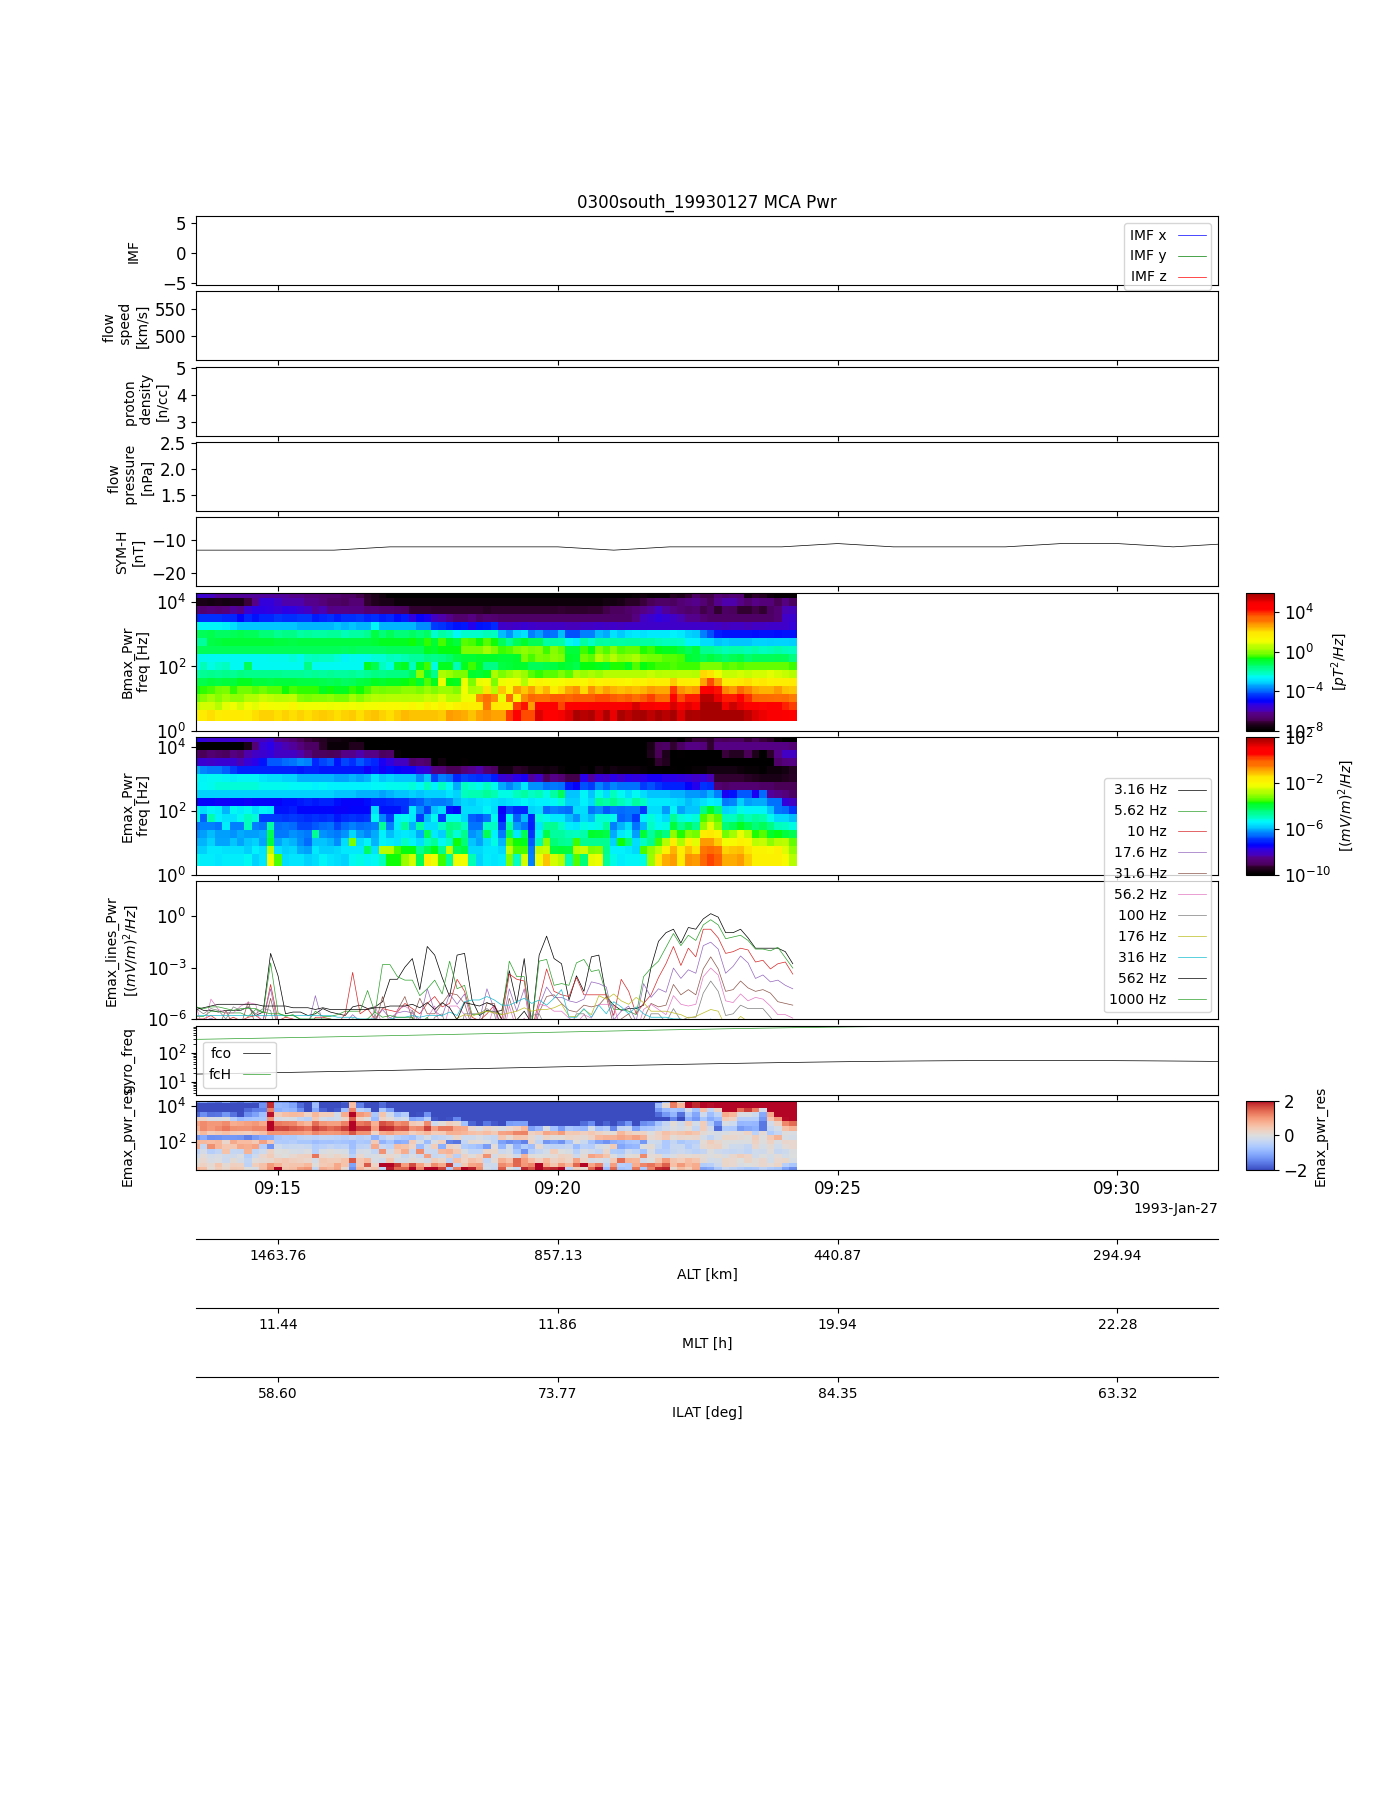 0300south_19930127 MCA Pwr
5
0
−5
IMF
IMF x
IMF y
IMF z
550
500
flow
speed
[km/s]
5
4
3
proton
density
[n/cc]
2.5
2.0
1.5
flow
pressure
[nPa]
−10
−20
SYM-H
[nT]
10^4
10^2
10^0
Bmax_Pwr
freq [Hz]
10^4
10^0
10^−4
10^−8
[pT^2/Hz]
10^4
10^2
10^0
Emax_Pwr
freq [Hz]
10^2
10^−2
10^−6
10^−10
[(mV/m)^2/Hz]
3.16 Hz
5.62 Hz
10 Hz
17.6 Hz
31.6 Hz
56.2 Hz
100 Hz
176 Hz
316 Hz
562 Hz
1000 Hz
10^0
10^−3
10^−6
Emax_lines_Pwr
[(mV/m)^2/Hz]
10^2
10^1
gyro_freq
fco
fcH
10^4
10^2
Emax_pwr_res
2
0
−2
Emax_pwr_res
09:15 09:20 09:25 09:30
1993-Jan-27
1463.76 857.13 440.87 294.94
ALT [km]
11.44 11.86 19.94 22.28
MLT [h]
58.60 73.77 84.35 63.32
ILAT [deg]